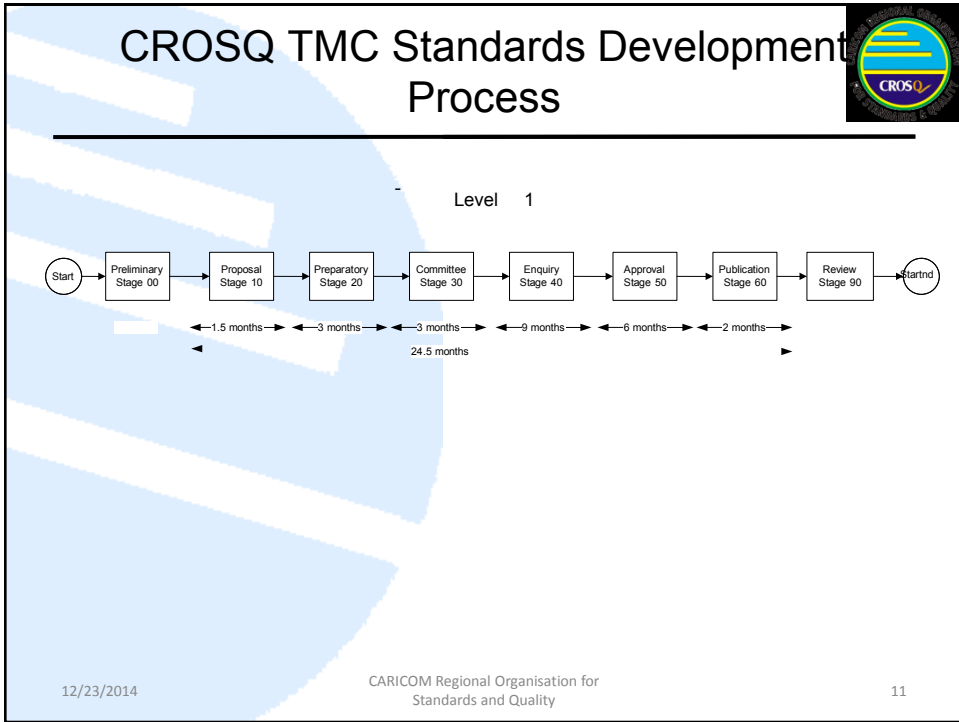 CROSQ TMC Standards Development
Process
CROSQ
-
Level 1
Start
Preliminary
Stage 00
Proposal
Stage 10
Preparatory
Stage 20
Committee
Stage 30
Enquiry
Stage 40
Approval
Stage 50
Publication
Stage 60
Review
Stage 90
Startnd
1.5 months
3 months
3 months
9 months
6 months
2 months
24.5 months
12/23/2014
CARICOM Regional Organisation for
Standards and Quality
11